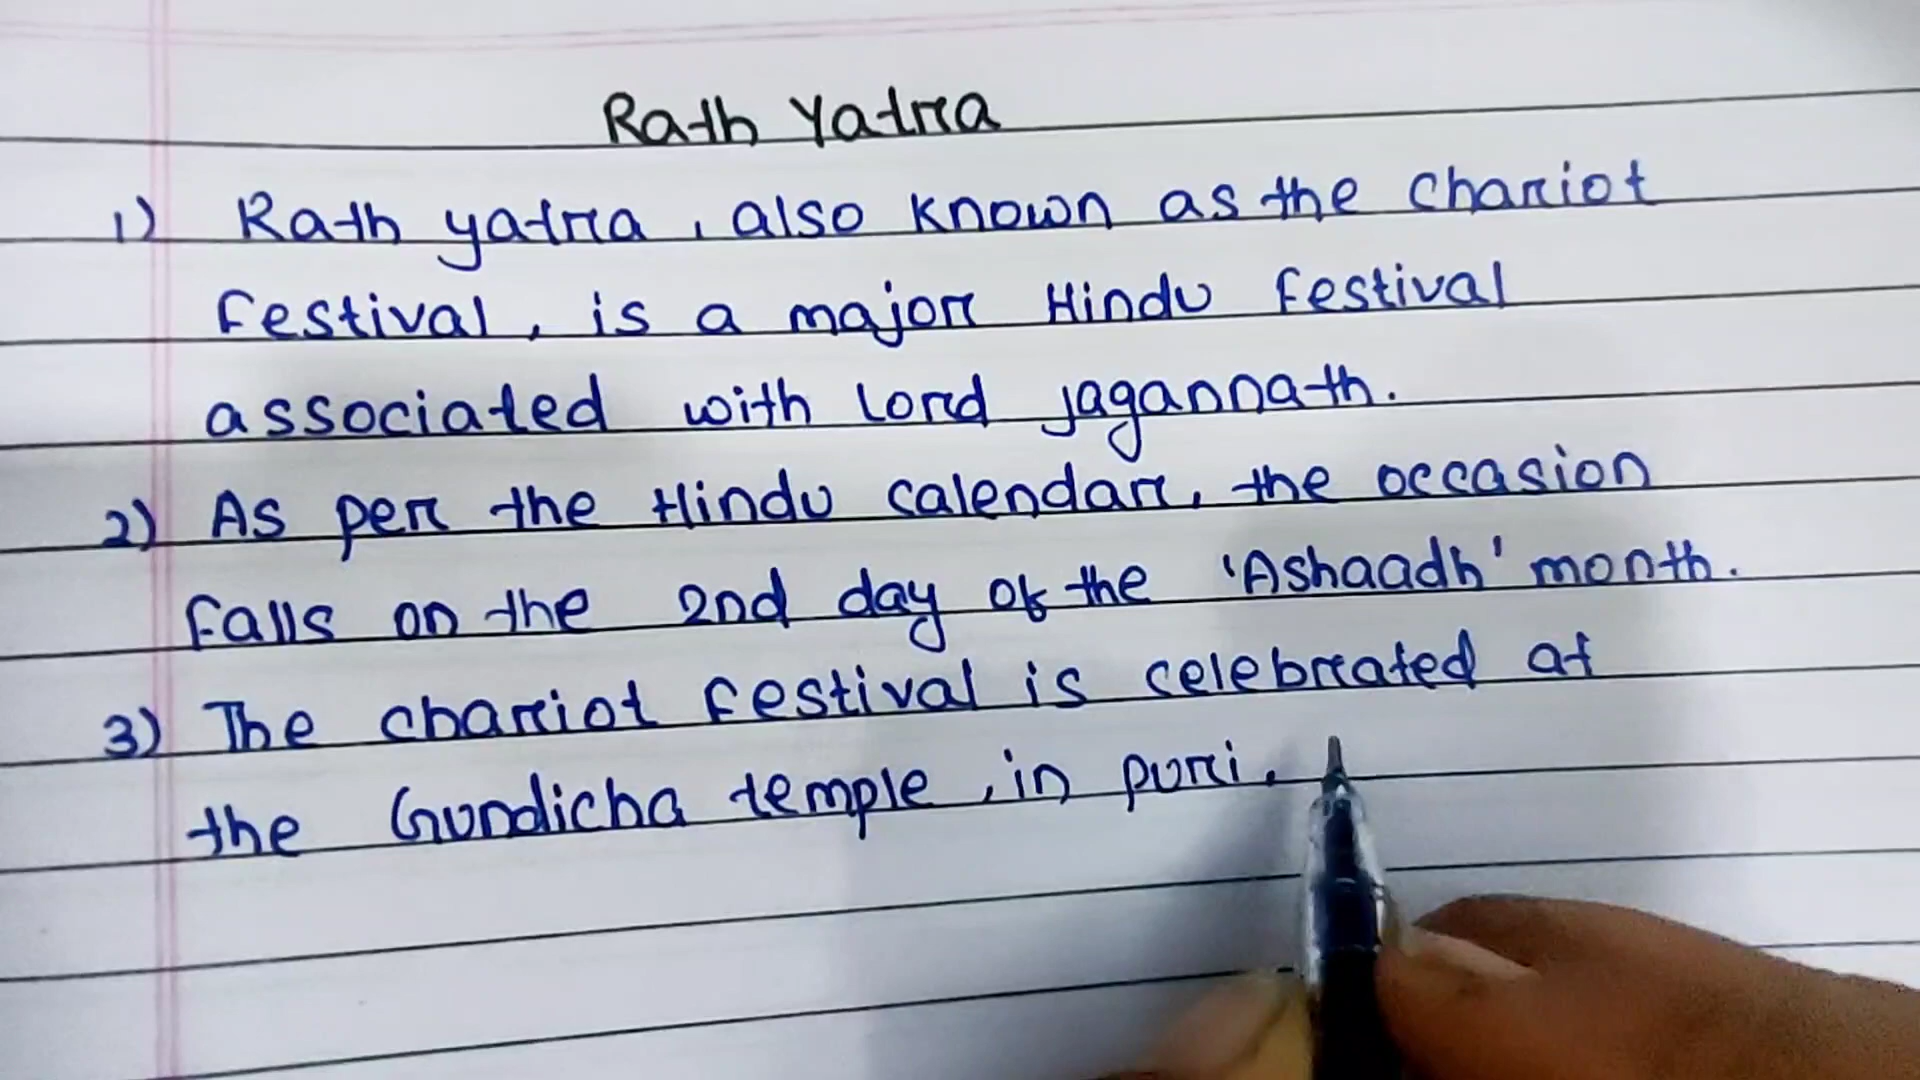 Rath Yatra
1) Rath yatra, also known as the chariot
festival, is a major Hindu festival
associated with lord jagannath.
2) As per the Hindu calendar, the occasion
falls on the 2nd day of the 'Ashaadh' month.
3) The chariot festival is celebrated at
the Gundicha temple, in puri.